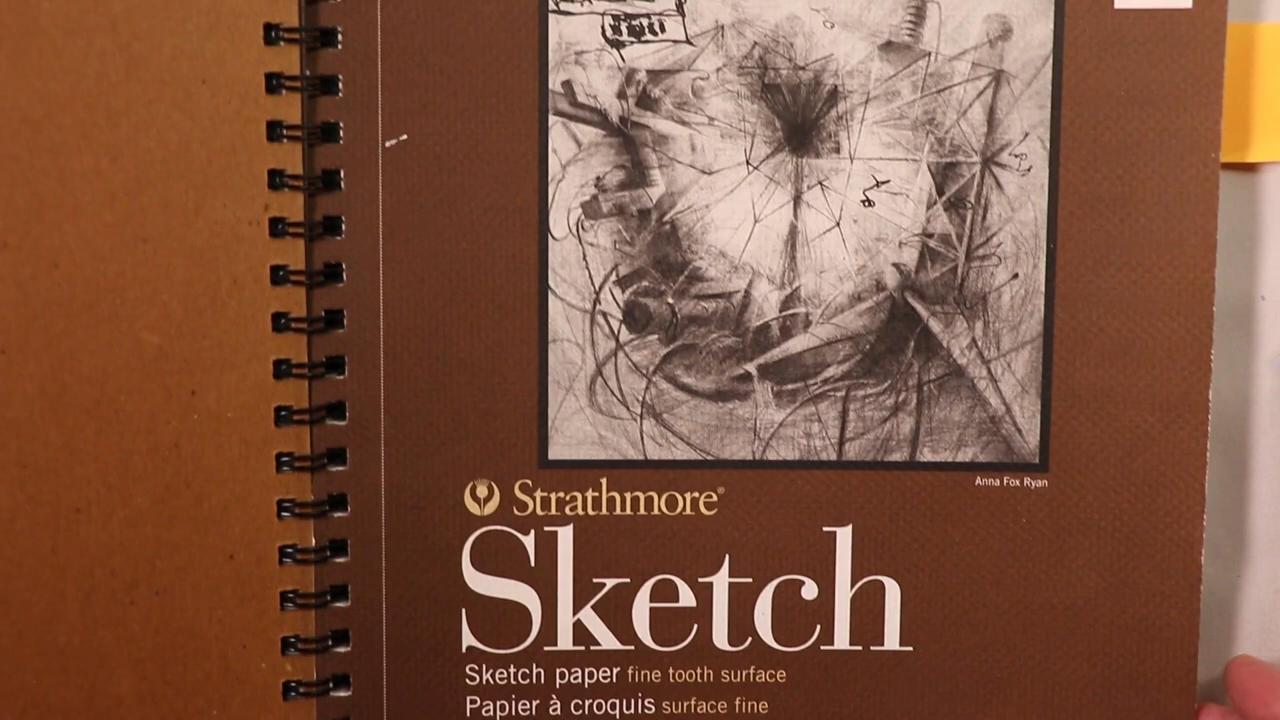 Anna Fox Ryan
Strathmore®
Sketch
Sketch paper fine tooth surface
Papier à croquis surface fine